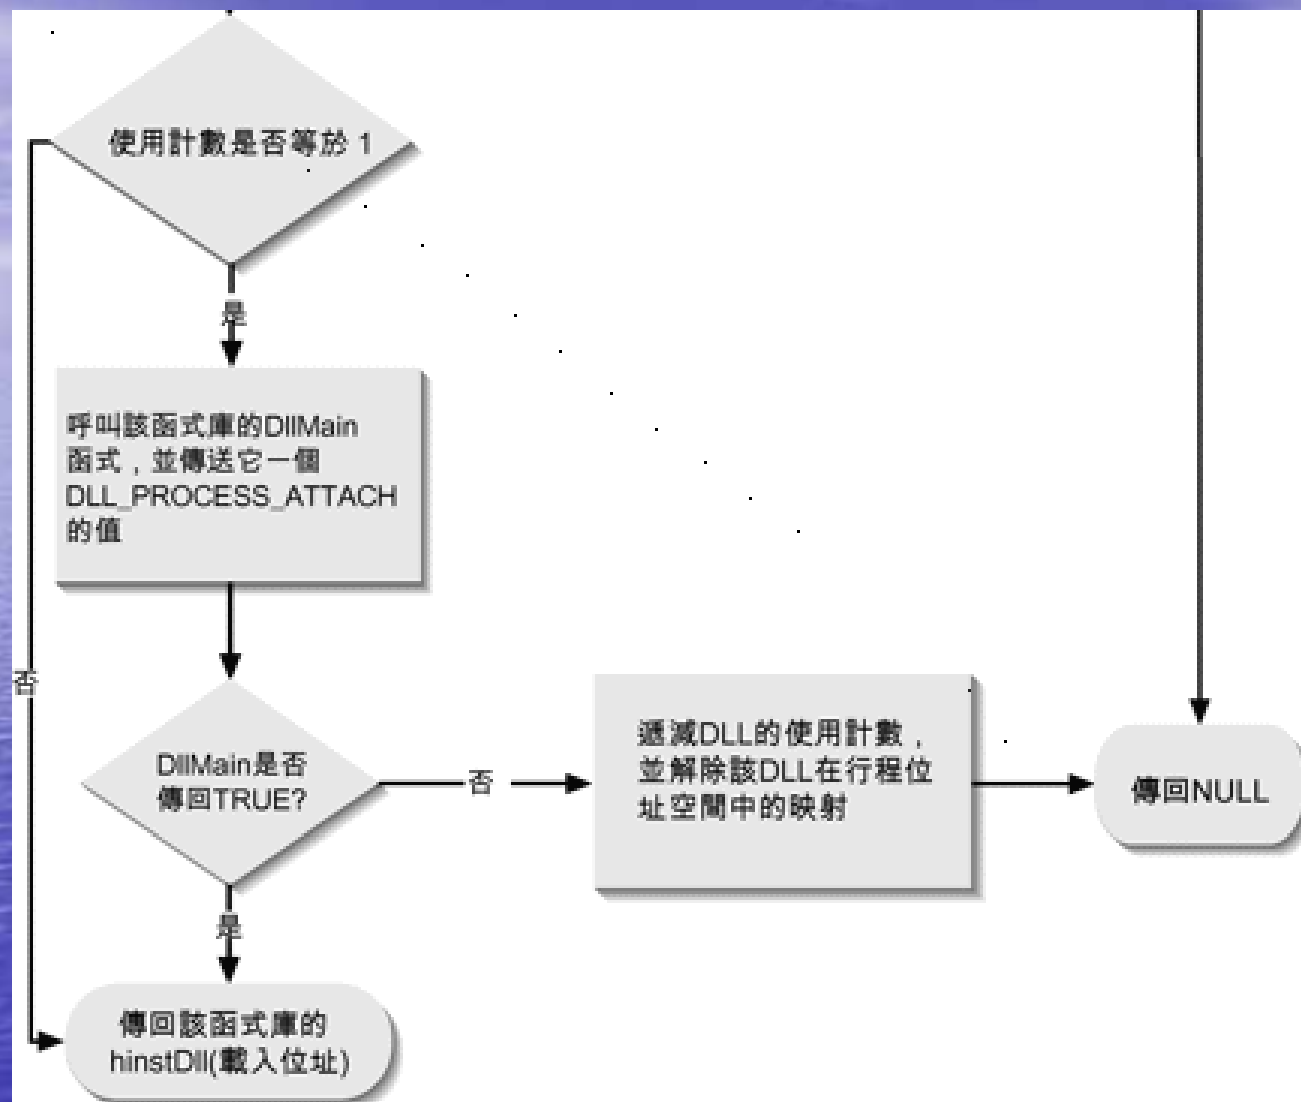 使用計數是否等於 1
是
呼叫該函式庫的DllMain
函式，並傳送它一個
DLL_PROCESS_ATTACH
的值
否
DllMain是否
傳回TRUE?
否
遞減DLL的使用計數，
並解除該DLL在行程位
址空間中的映射
傳回NULL
是
傳回該函式庫的
hinstDll(載入位址)